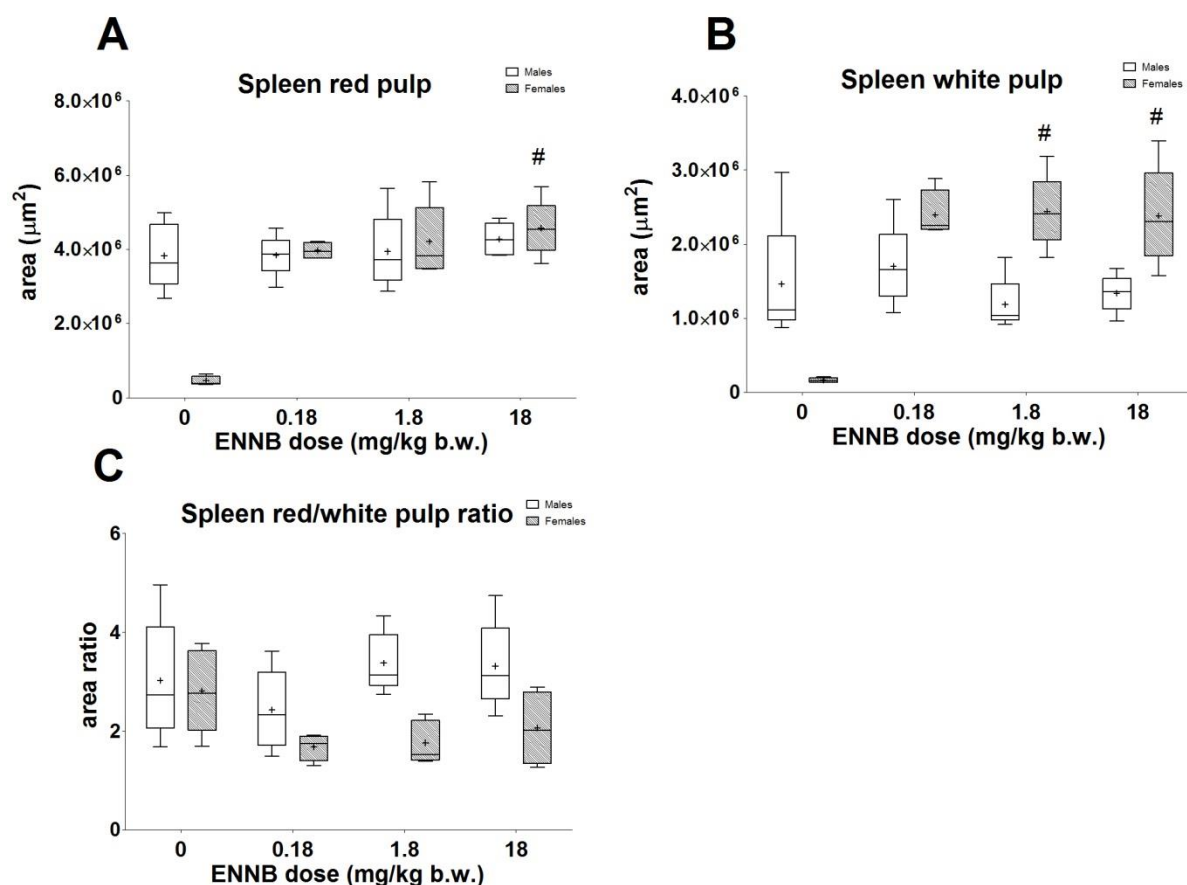 A
Spleen red pulp
Males
Females
8.0×10⁶
6.0×10⁶
4.0×10⁶
2.0×10⁶
0
area (μm²)
#
0 0.18 1.8 18
ENNB dose (mg/kg b.w.)
B
Spleen white pulp
Males
Females
4.0×10⁶
3.0×10⁶
2.0×10⁶
1.0×10⁶
0
area (μm²)
# #
0 0.18 1.8 18
ENNB dose (mg/kg b.w.)
C
Spleen red/white pulp ratio
Males
Females
6
4
2
0
area ratio
0 0.18 1.8 18
ENNB dose (mg/kg b.w.)